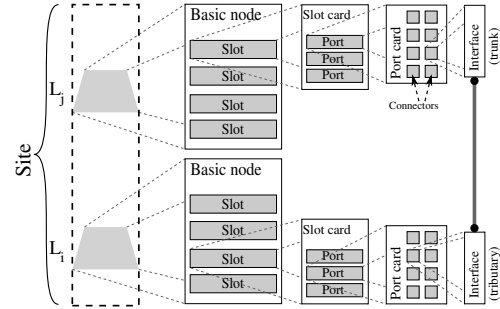 Site
L_j
Basic node
Slot
Slot
Slot
Slot
Slot card
Port
Port
Port
Port card
Connectors
Interface
(trunk)
L_i
Basic node
Slot
Slot
Slot
Slot
Slot card
Port
Port
Port
Port card
Interface
(tributary)